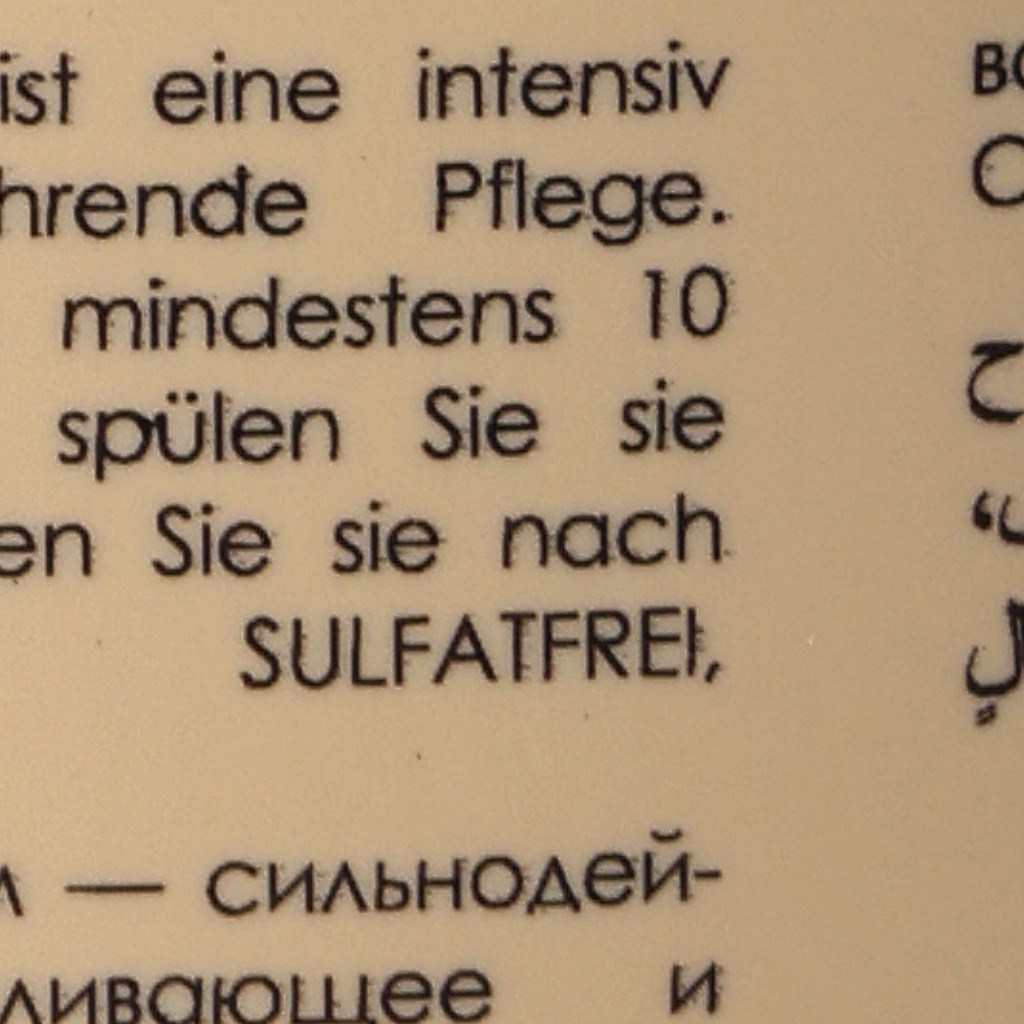 ist eine intensiv
hrende Pflege.
mindestens 10
spülen Sie sie
en Sie sie nach
SULFATFREI,
— сильнодей-
ливающее и